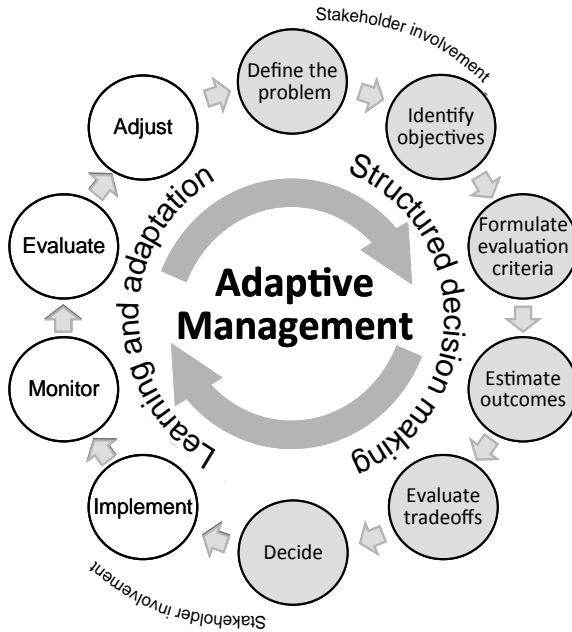 Stakeholder involvement
Define the
problem
Identify
objectives
Formulate
evaluation
criteria
Estimate
outcomes
Evaluate
tradeoffs
Decide
Implement
Monitor
Evaluate
Adjust
Structured decision making
Learning and adaptation
Adaptive
Management
Stakeholder involvement